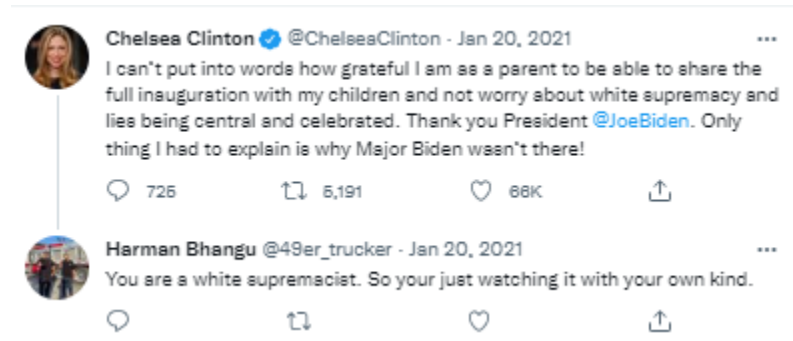 Chelsea Clinton @ChelseaClinton · Jan 20, 2021 ...
I can't put into words how grateful I am as a parent to be able to share the
full inauguration with my children and not worry about white supremacy and
lies being central and celebrated. Thank you President @JoeBiden. Only
thing I had to explain is why Major Biden wasn't there!
725 5,191 66K
Harman Bhangu @49er_trucker · Jan 20, 2021 ...
You are a white supremacist. So your just watching it with your own kind.